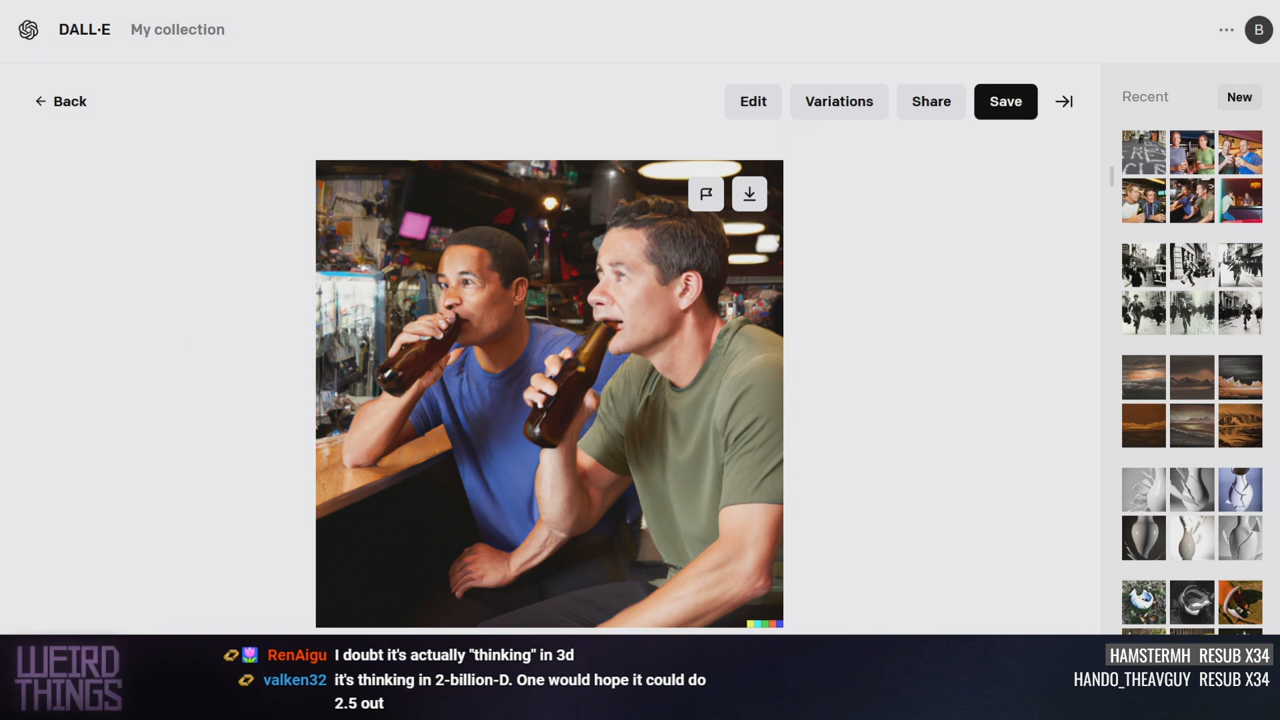 DALL·E My collection
B
Back
Edit Variations Share Save
Recent New
WEIRD THINGS
RenAigu I doubt it's actually "thinking" in 3d
valken32 it's thinking in 2-billion-D. One would hope it could do
2.5 out
HAMSTERMH RESUB X34
HANDO_THEAVGUY RESUB X34